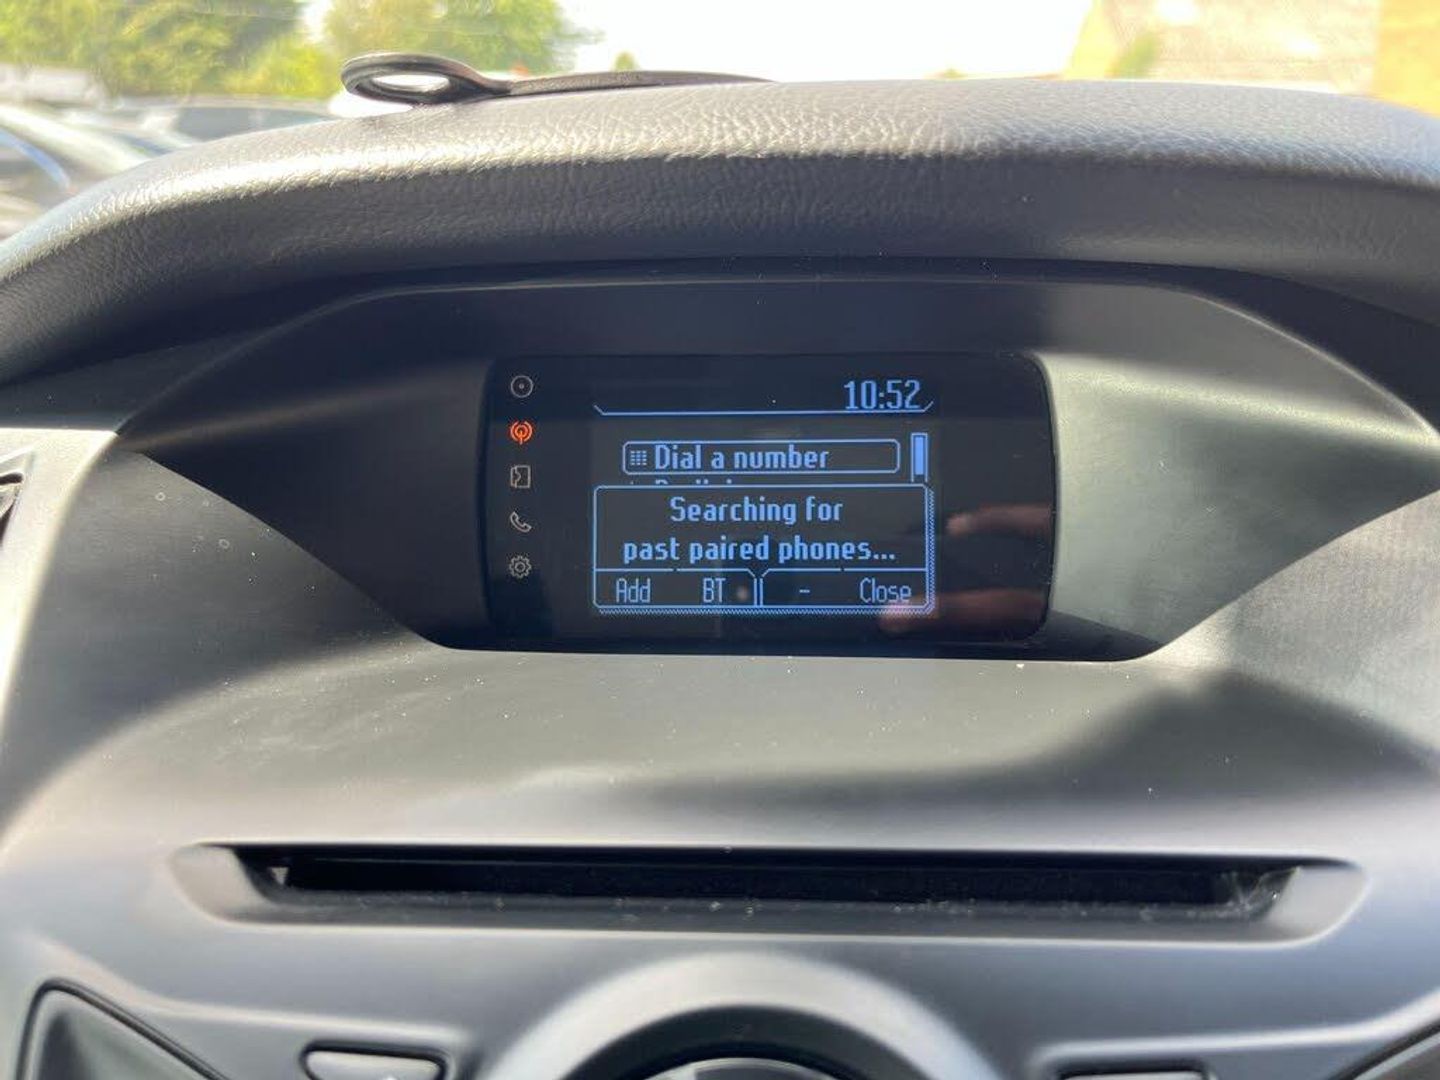 10:52
Dial a number
Searching for
past paired phones...
Add BT - Close